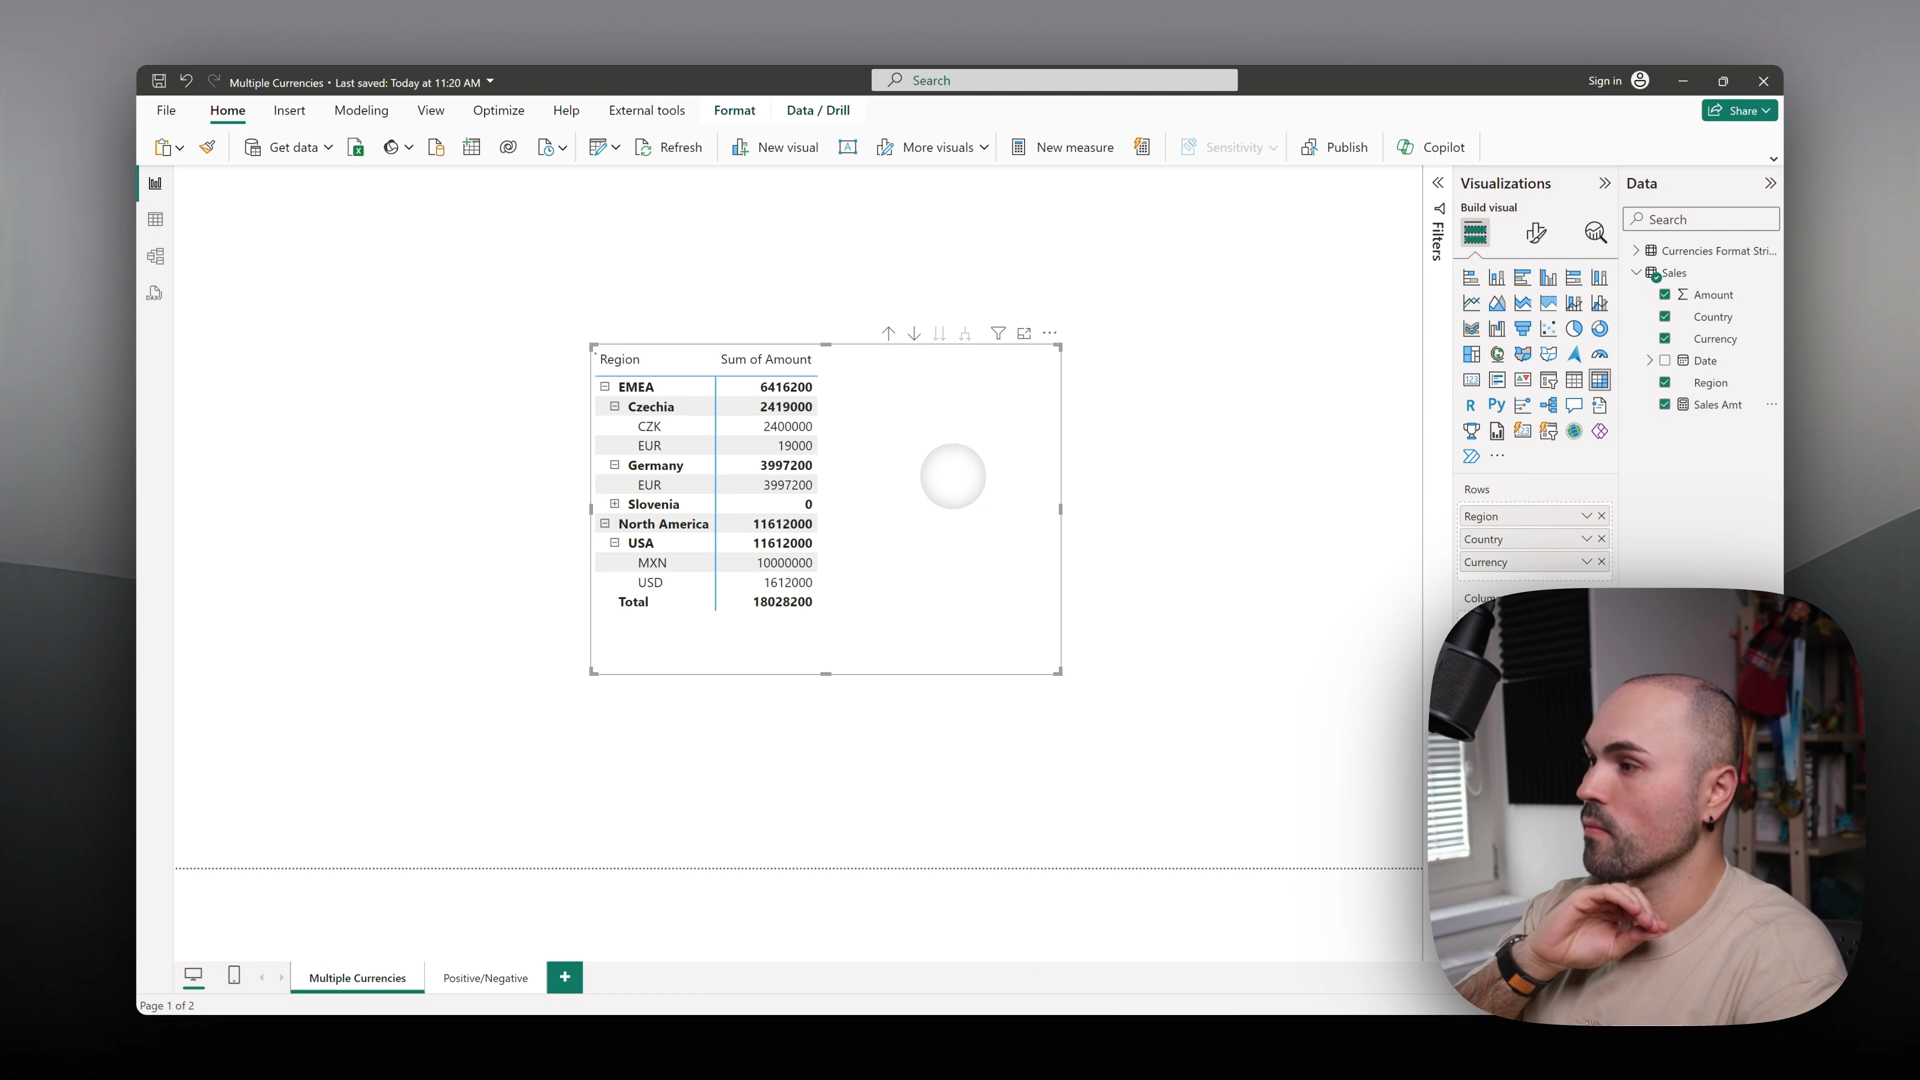 Multiple Currencies • Last saved: Today at 11:20 AM
Search
Sign in
File
Home
Insert
Modeling
View
Optimize
Help
External tools
Format
Data / Drill
Share
Get data
Refresh
New visual
More visuals
New measure
Sensitivity
Publish
Copilot
Visualizations
Data
Build visual
Search
Filters
Currencies Format Stri...
Sales
Amount
Country
Currency
Date
Region
Sales Amt
Region Sum of Amount
EMEA 6416200
Czechia 2419000
CZK 2400000
EUR 19000
Germany 3997200
EUR 3997200
Slovenia 0
North America 11612000
USA 11612000
MXN 10000000
USD 1612000
Total 18028200
123
R
Py
Rows
Region
Country
Currency
Multiple Currencies
Positive/Negative
Page 1 of 2